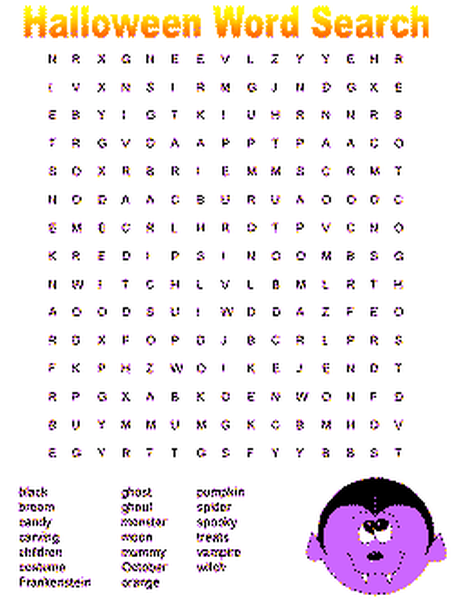 Halloween Word Search
N R X G N E E V L Z Y Y E H R
I V X N S I R M G J N D G X E
E B Y I G T K I U H R N N R B
T R G V D A A P P T P A A C O
S O X R B R I E M M S C R M T
N O D A A C B U R U A O O G C
E M S C R L H R O T P V C N O
K R E D I P S I N O O M B S G
N W I T C H L V L B M L R T H
A O O D S U I W D D A Z F E O
R G X F O P G J B C R L P R S
F K P H Z W O I K E J E N D T
R P G X A B K D E N W O N F D
B U Y M M U M G K C B M H D V
E G Y R T T G S F Y Y B B S T
black ghost pumpkin
broom ghoul spider
candy monster spooky
carving moon treats
children mummy vampire
costume October witch
Frankenstein orange